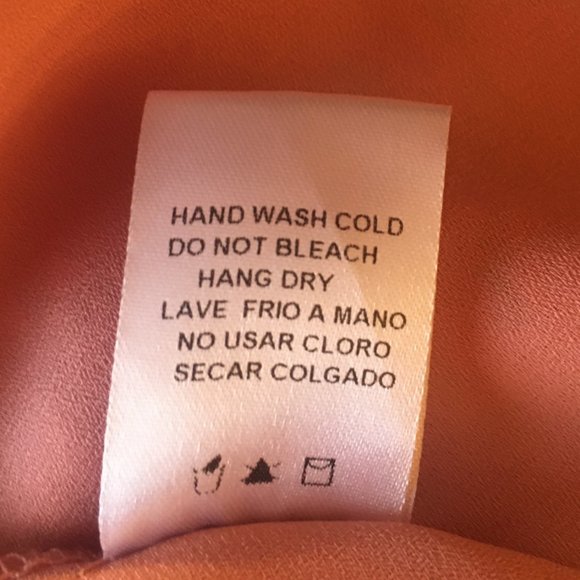 HAND WASH COLD
DO NOT BLEACH
HANG DRY
LAVE FRIO A MANO
NO USAR CLORO
SECAR COLGADO